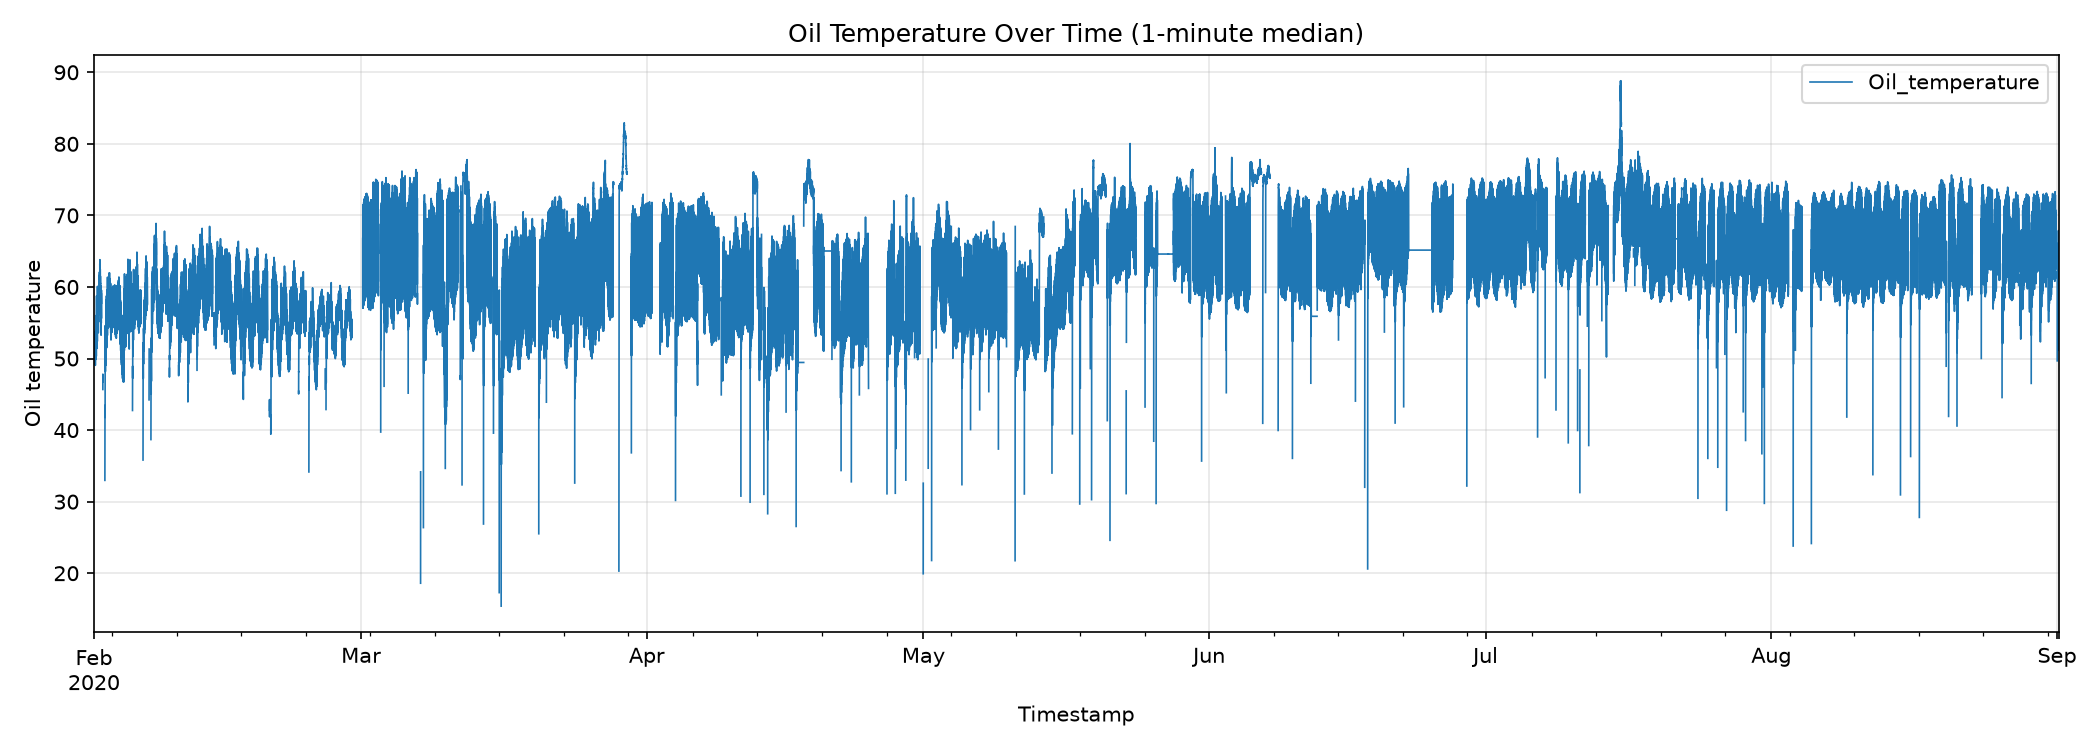 Oil Temperature Over Time (1-minute median)
Oil_temperature
90
80
70
60
50
40
30
20
Oil temperature
Feb
2020
Mar
Apr
May
Jun
Jul
Aug
Sep
Timestamp